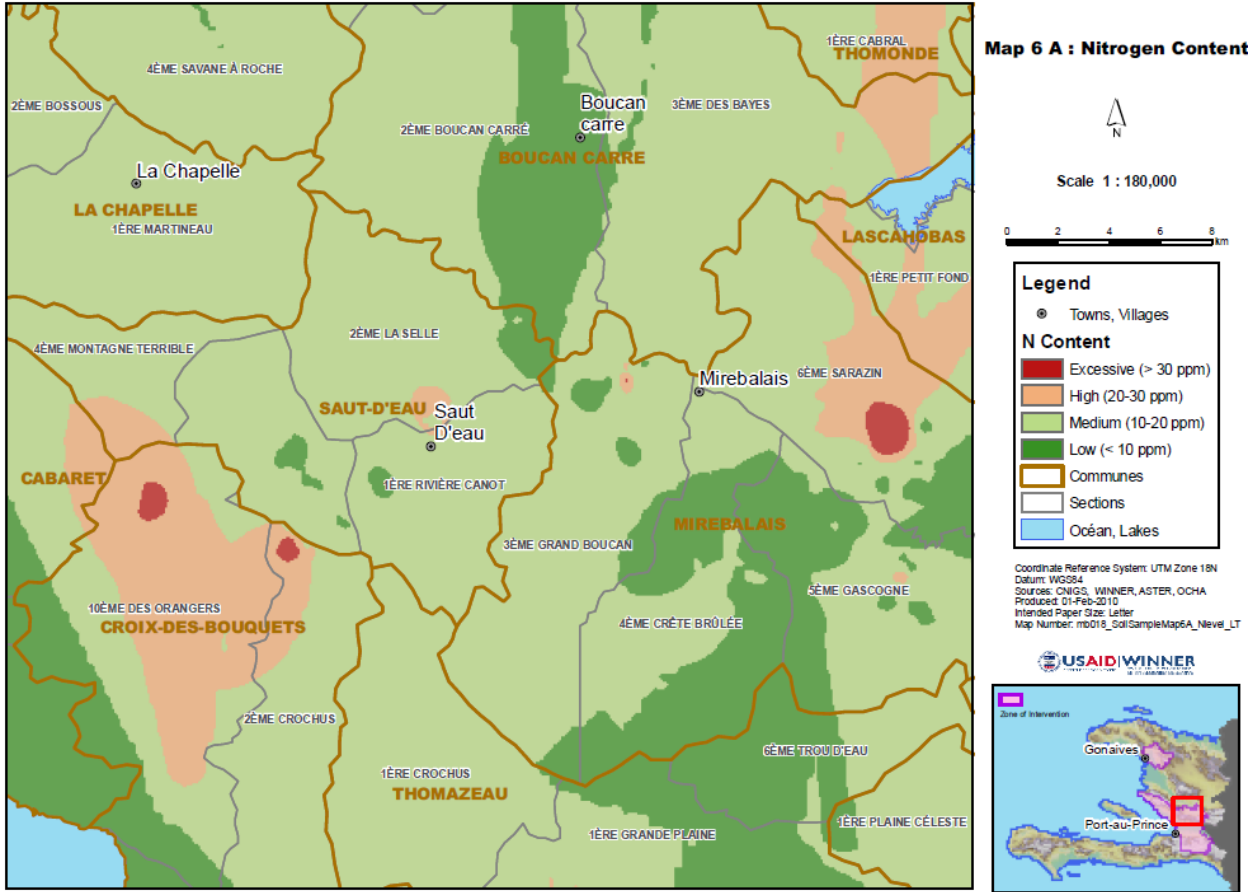 Map 6 A : Nitrogen Content
N
Scale 1 : 180,000
0 2 4 6 8
km
Legend
Towns, Villages
N Content
Excessive (> 30 ppm)
High (20-30 ppm)
Medium (10-20 ppm)
Low (< 10 ppm)
Communes
Sections
Océan, Lakes
Coordinate Reference System: UTM Zone 18N
Datum: WGS84
Sources: CNIGS, WINNER, ASTER, OCHA
Produced: 01-Feb-2010
Intended Paper Size: Letter
Map Number: mb018_SoilSampleMap6A_Nlevel_LT
USAID WINNER
Zone of Intervention
Gonaives
Port-au-Prince
1ÈRE CABRAL
THOMONDE
4ÈME SAVANE À ROCHE
2ÈME BOSSOUS
Boucan
carre
3ÈME DES BAYES
2ÈME BOUCAN CARRÉ
BOUCAN CARRE
La Chapelle
LA CHAPELLE
1ÈRE MARTINEAU
LASCAHOBAS
1ÈRE PETIT FOND
2ÈME LA SELLE
4ÈME MONTAGNE TERRIBLE
6ÈME SARAZIN
Mirebalais
SAUT-D'EAU
Saut
D'eau
CABARET
1ÈRE RIVIÈRE CANOT
MIREBALAIS
3ÈME GRAND BOUCAN
5ÈME GASCOGNE
10ÈME DES ORANGERS
CROIX-DES-BOUQUETS
4ÈME CRÊTE BRÛLÉE
2ÈME CROCHUS
6ÈME TROU D'EAU
1ÈRE CROCHUS
THOMAZEAU
1ÈRE GRANDE PLAINE
1ÈRE PLAINE CÉLESTE